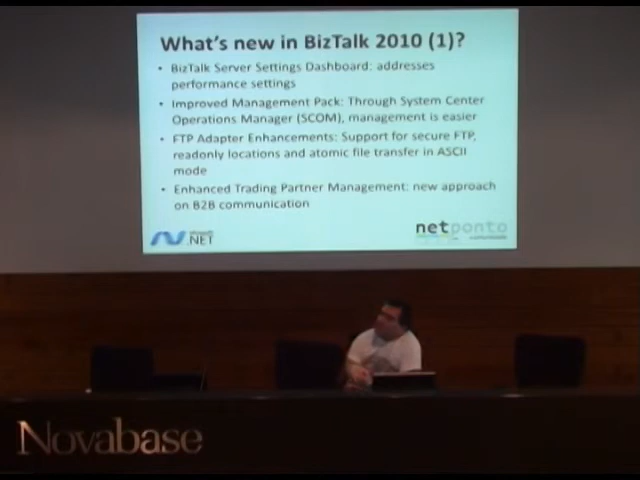 What's new in BizTalk 2010 (1)?
• BizTalk Server Settings Dashboard: addresses
performance settings
• Improved Management Pack: Through System Center
Operations Manager (SCOM), management is easier
• FTP Adapter Enhancements: Support for secure FTP,
readonly locations and atomic file transfer in ASCII
mode
• Enhanced Trading Partner Management: new approach
on B2B communication
.NET
netponto
Novabase